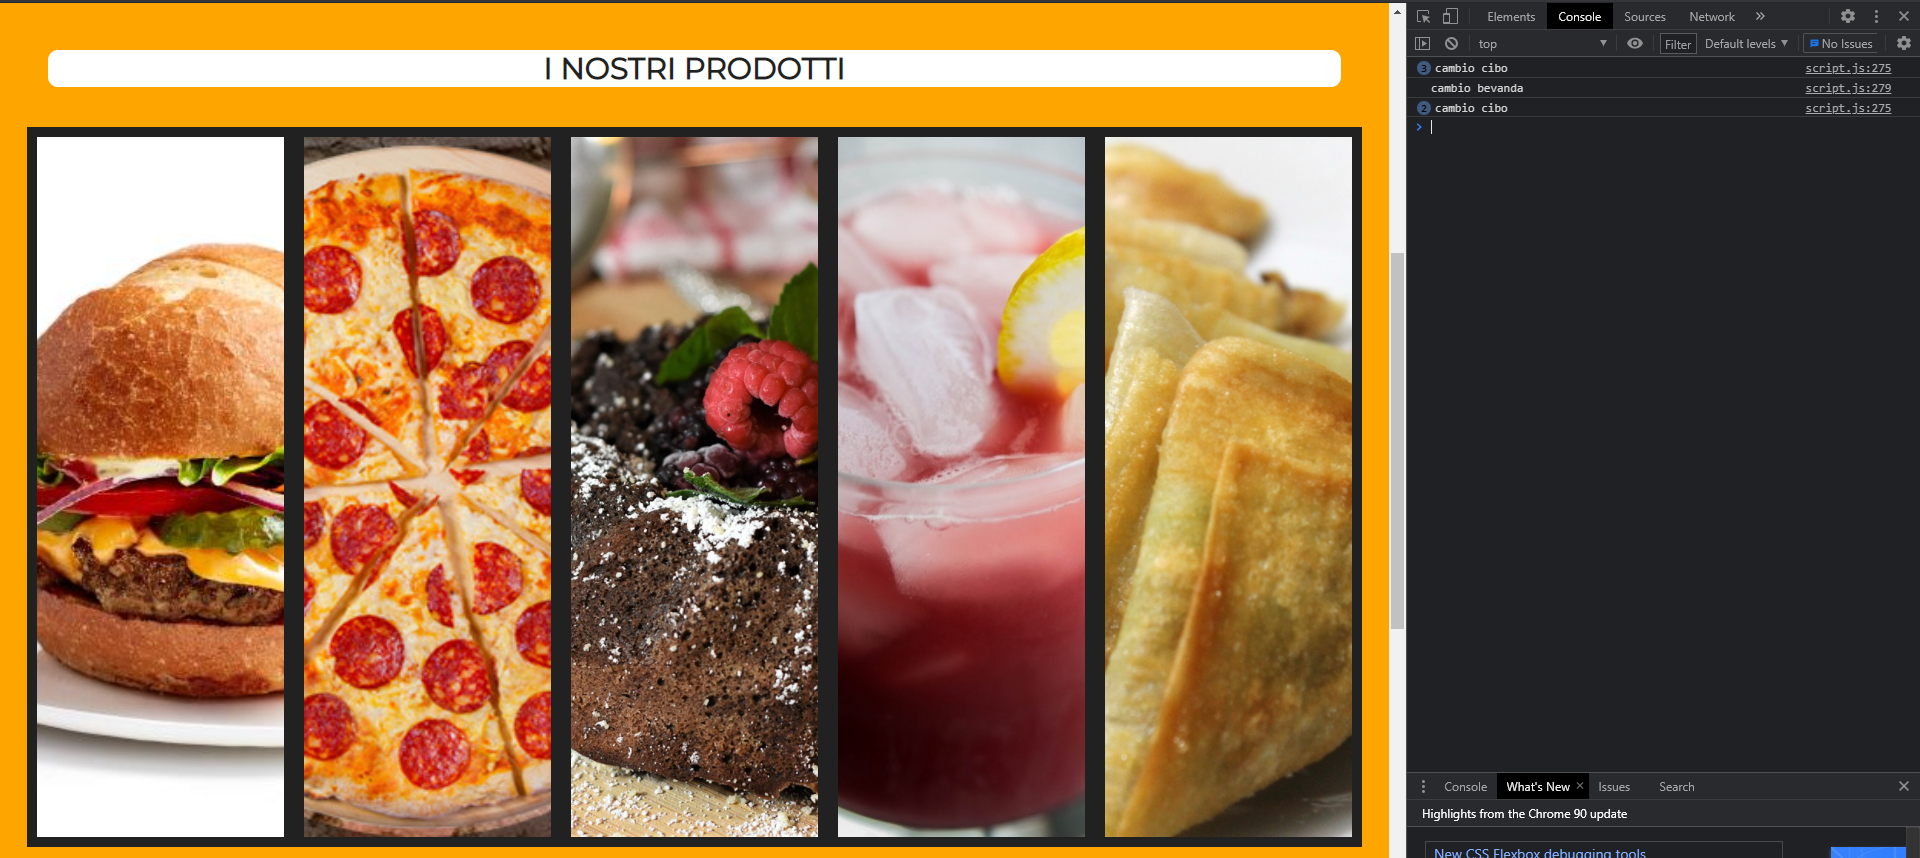 I NOSTRI PRODOTTI
Elements Console Sources Network
top Filter Default levels No Issues
3 cambio cibo script.js:275
cambio bevanda script.js:279
2 cambio cibo script.js:275
Console What's New Issues Search
Highlights from the Chrome 90 update
New CSS Flexbox debugging tools